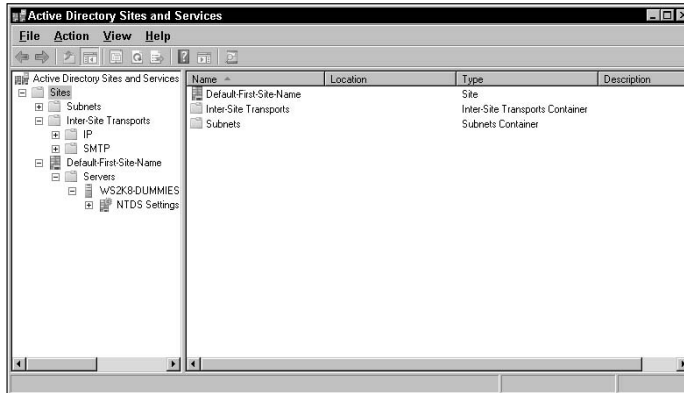 Active Directory Sites and Services
File Action View Help
Active Directory Sites and Services
Sites
Subnets
Inter-Site Transports
IP
SMTP
Default-First-Site-Name
Servers
WS2K8-DUMMIES
NTDS Settings
Name Location Type Description
Default-First-Site-Name Site
Inter-Site Transports Inter-Site Transports Container
Subnets Subnets Container